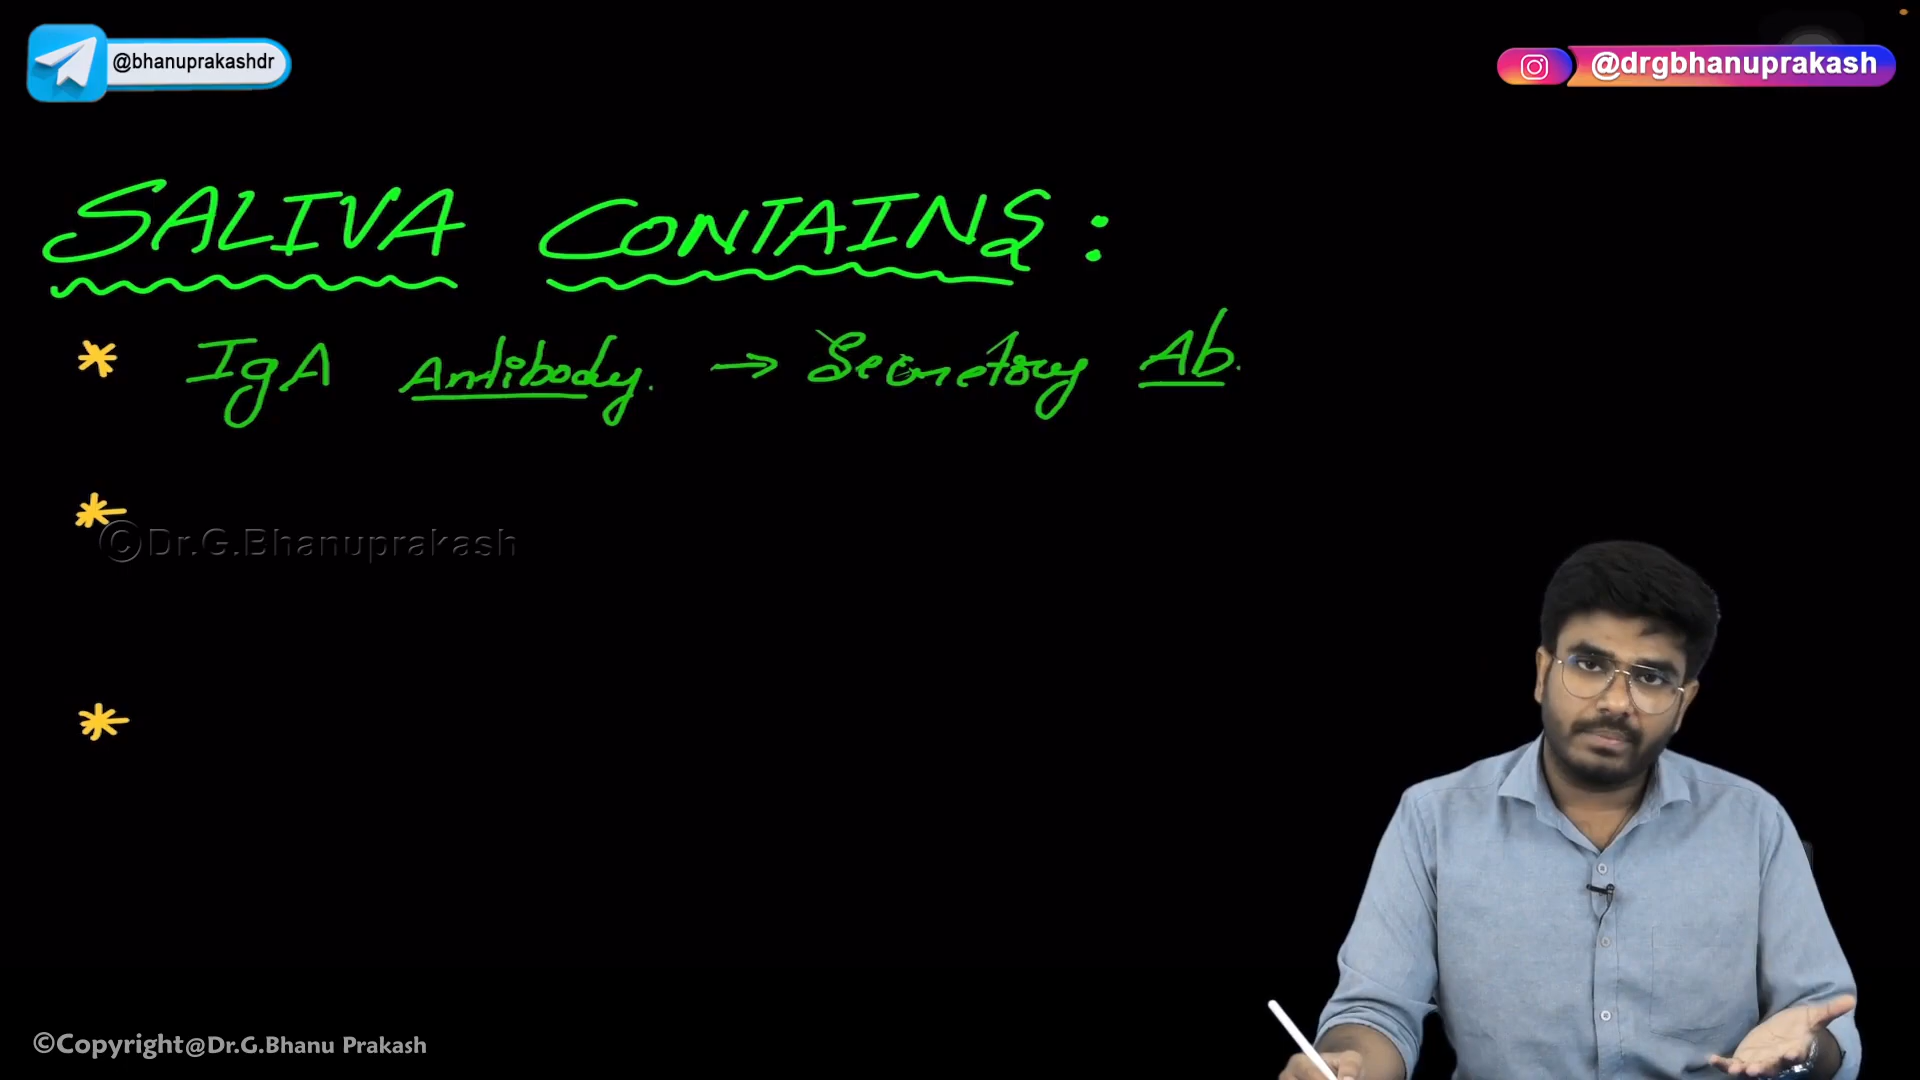 @bhanuprakashdr
@drgbhanuprakash
SALIVA CONTAINS:
* IgA Antibody. → Secretory Ab.
*
©Dr.G.Bhanuprakash
*
©Copyright@Dr.G.Bhanu Prakash